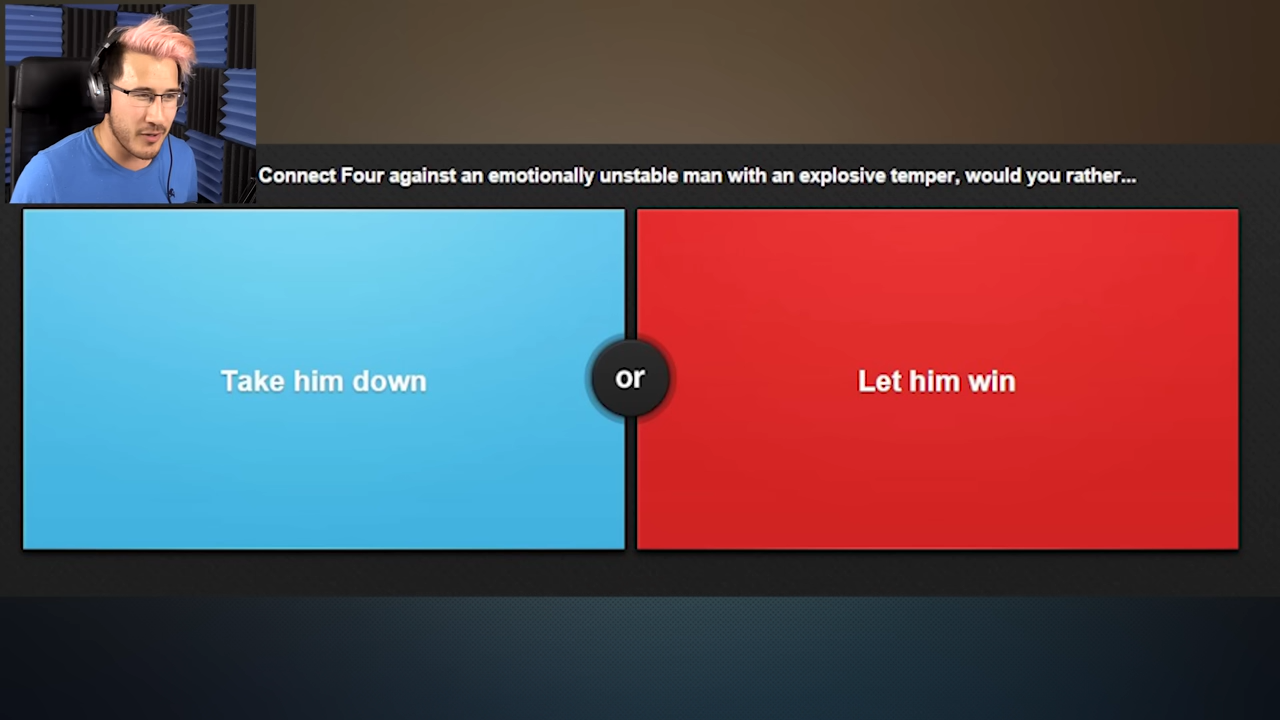 Connect Four against an emotionally unstable man with an explosive temper, would you rather...
Take him down
or
Let him win